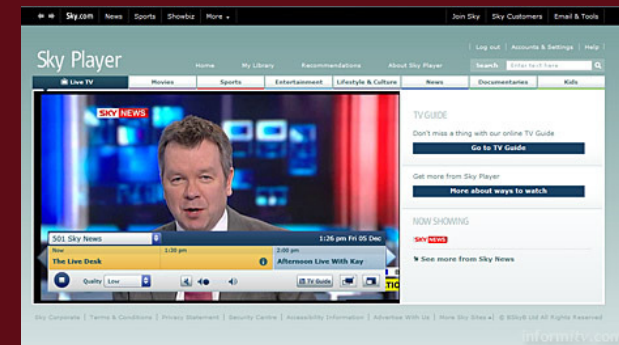 Sky.com News Sports Showbiz More
Join Sky Sky Customers Email & Tools
Log out | Accounts & Settings | Help
Sky Player
Home My Library Recommendations About Sky Player
Search Enter text here
Live TV Movies Sports Entertainment Lifestyle & Culture News Documentaries Kids
SKY NEWS
TV GUIDE
Don't miss a thing with our online TV Guide
Go to TV Guide
Get more from Sky Player
More about ways to watch
NOW SHOWING
SKY NEWS
See more from Sky News
501 Sky News
1:26 pm Fri 05 Dec
Now 1:30 pm 2:00 pm
The Live Desk Afternoon Live With Kay
Quality Low TV Guide
Sky Corporate | Terms & Conditions | Privacy Statement | Security Centre | Accessibility Information | Advertise With Us | More Sky Sites © BSkyB Ltd All Rights Reserved
informitv.com